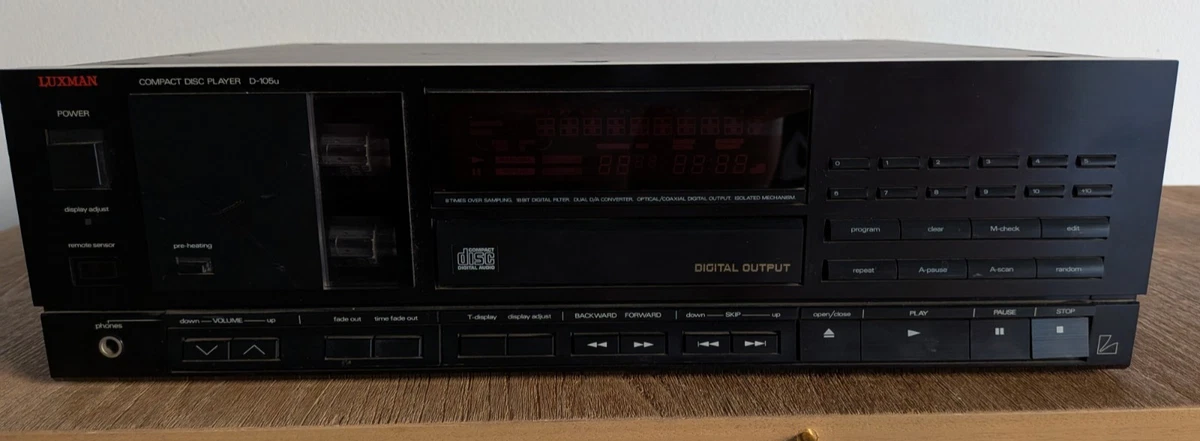 LUXMAN
COMPACT DISC PLAYER D-105u
POWER
display adjust
remote sensor
pre-heating
8 TIMES OVER SAMPLING, 18-BIT DIGITAL FILTER, DUAL D/A CONVERTER, OPTICAL/COAXIAL DIGITAL OUTPUT, ISOLATED MECHANISM
COMPACT
disc
DIGITAL AUDIO
DIGITAL OUTPUT
0 1 2 3 4 5
6 7 8 9 10 +10
program clear M-check edit
repeat A-pause A-scan random
phones
down VOLUME up
fade out time fade out
T-display display adjust
BACKWARD FORWARD
down SKIP up
open/close
PLAY
PAUSE
STOP